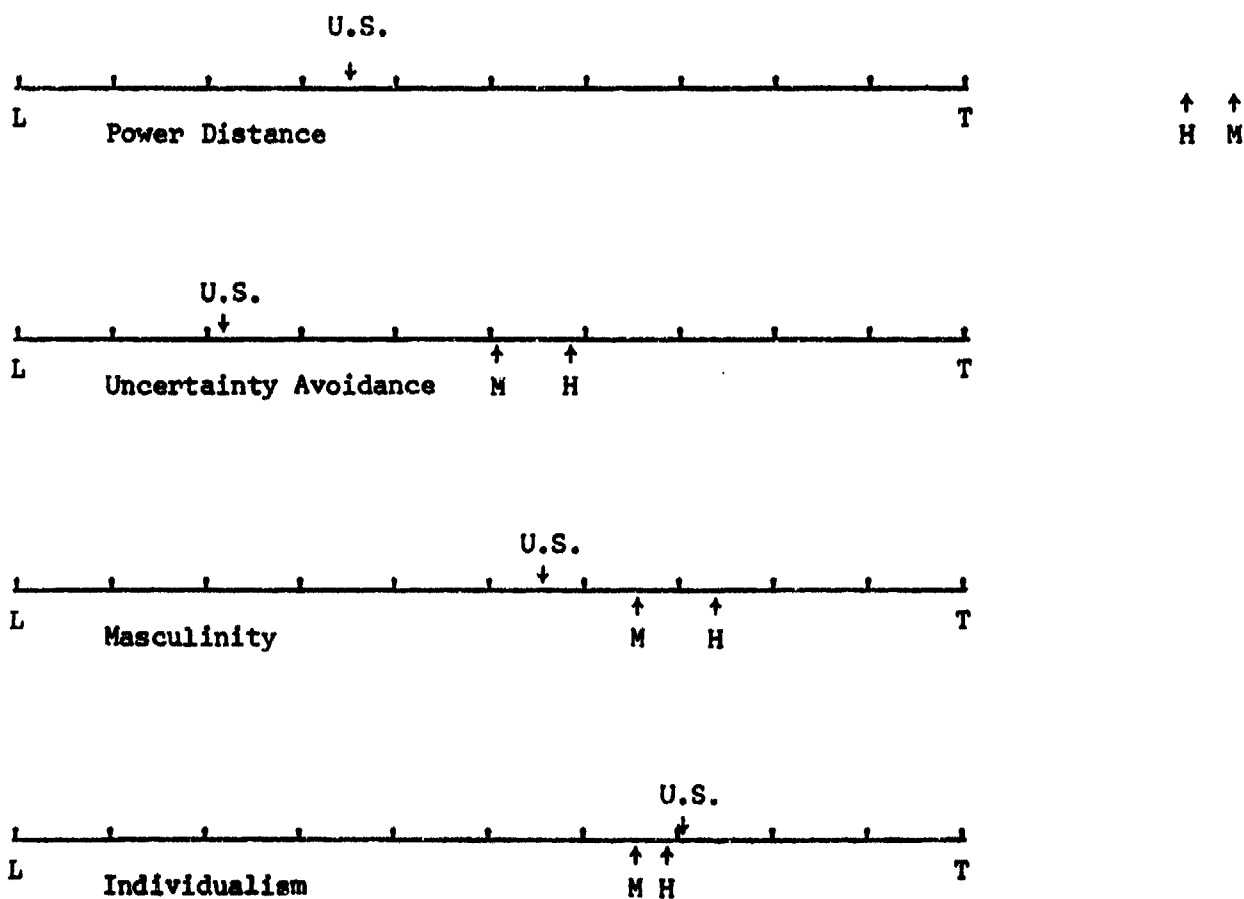 U.S.
L T
Power Distance H M
U.S.
L T
Uncertainty Avoidance M H
U.S.
L T
Masculinity M H
U.S.
L T
Individualism M H